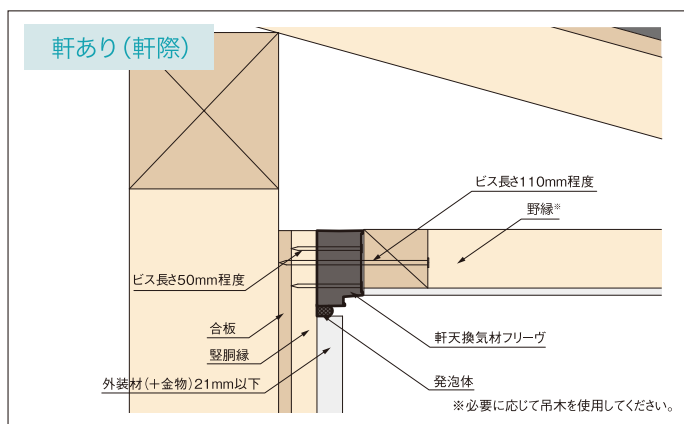 軒あり（軒際）
ビス長さ110mm程度
野縁※
ビス長さ50mm程度
合板
軒天換気材フリーヴ
竪胴縁
発泡体
外装材（＋金物）21mm以下
※必要に応じて吊木を使用してください。